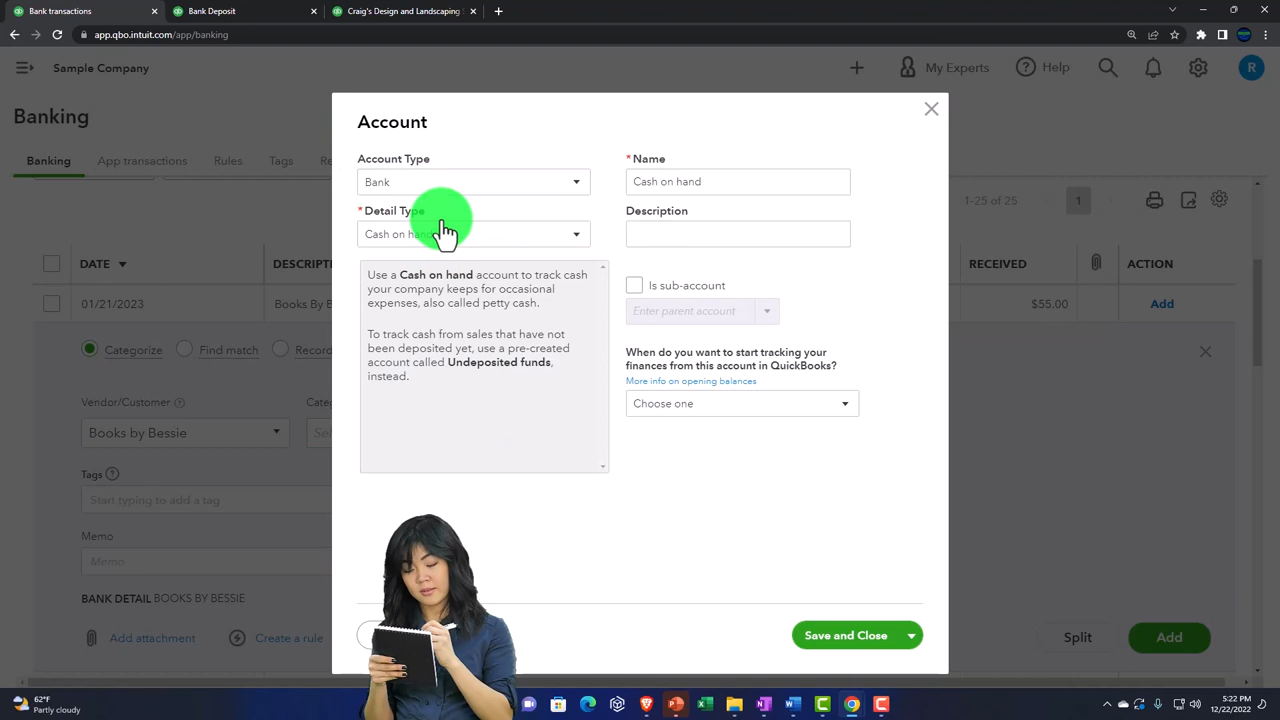 Bank transactions
Bank Deposit
Craig's Design and Landscaping S
app.qbo.intuit.com/app/banking
Sample Company
My Experts
Help
R
Banking
Banking
App transactions
Rules
Tags
Re
1-25 of 25
1
DATE
DESCRIPT
RECEIVED
ACTION
01/21/2023
Books By B
$55.00
Add
Categorize
Find match
Record
Vendor/Customer
Cate
Books by Bessie
Sel
Tags
Start typing to add a tag
Memo
Memo
BANK DETAIL BOOKS BY BESSIE
Add attachment
Create a rule
Split
Add
Account
Account Type
Bank
* Detail Type
Cash on hand
Use a Cash on hand account to track cash
your company keeps for occasional
expenses, also called petty cash.
To track cash from sales that have not
been deposited yet, use a pre-created
account called Undeposited funds,
instead.
* Name
Cash on hand
Description
Is sub-account
Enter parent account
When do you want to start tracking your
finances from this account in QuickBooks?
More info on opening balances
Choose one
Save and Close
62°F
Partly cloudy
5:22 PM
12/22/2022